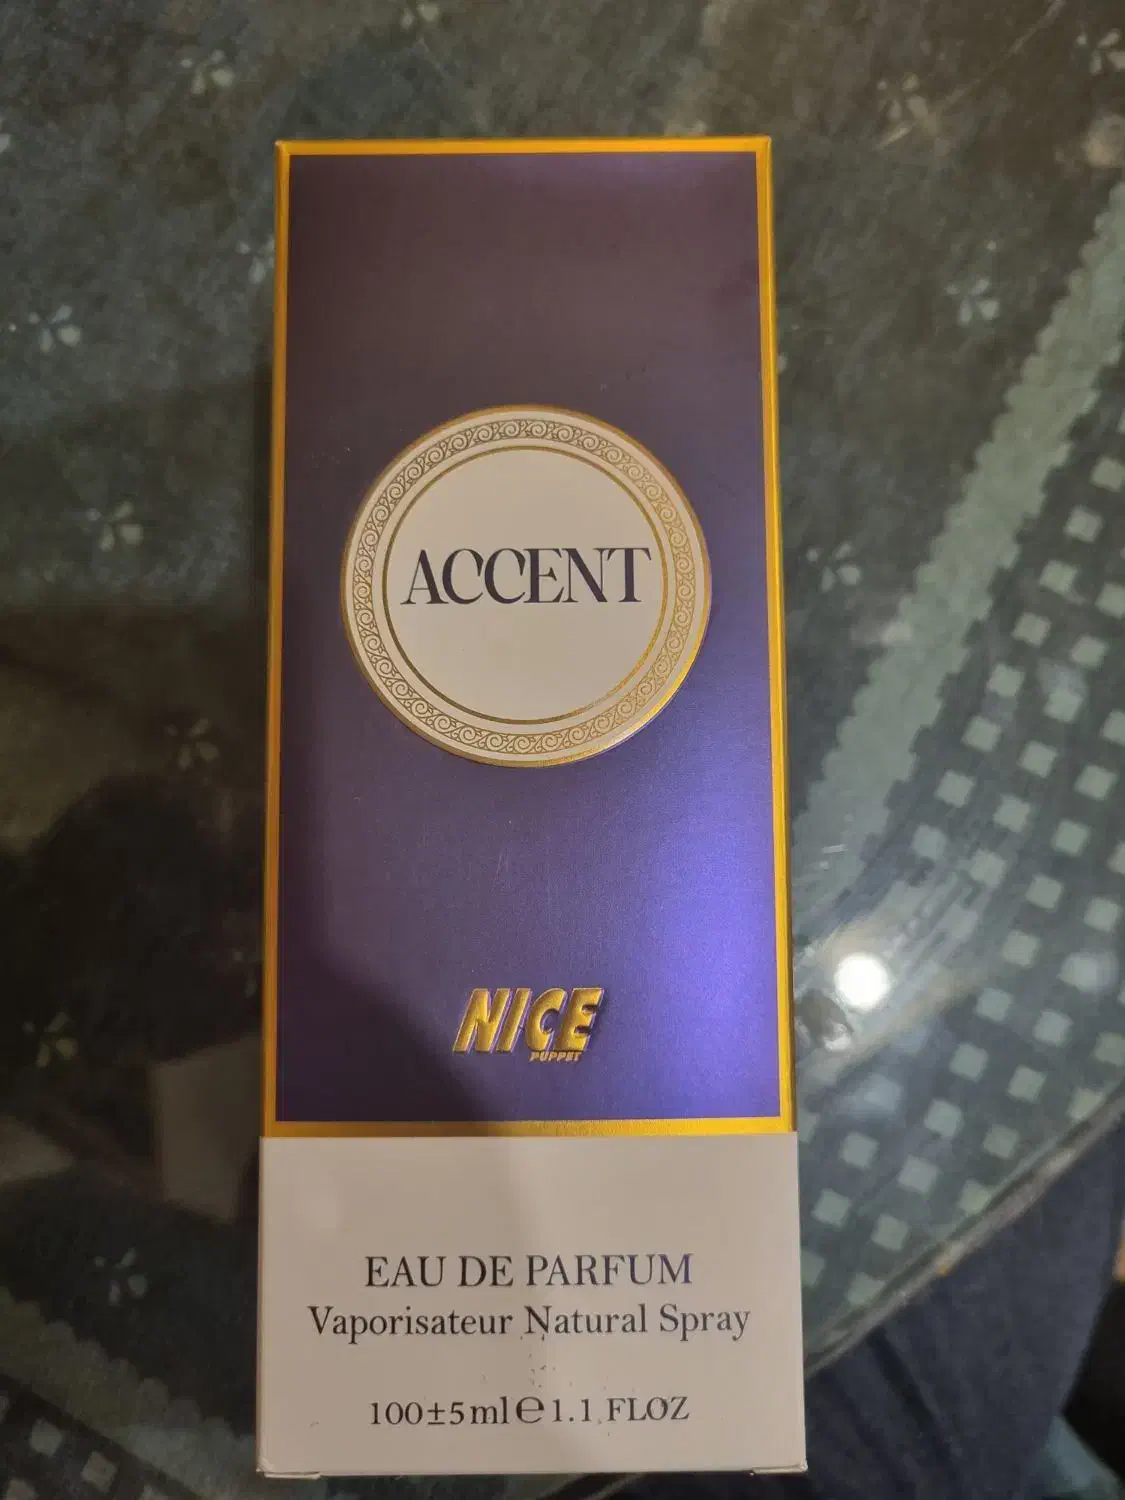 ACCENT
NICE
PUPPET
EAU DE PARFUM
Vaporisateur Natural Spray
100±5ml℮1.1 FLOZ